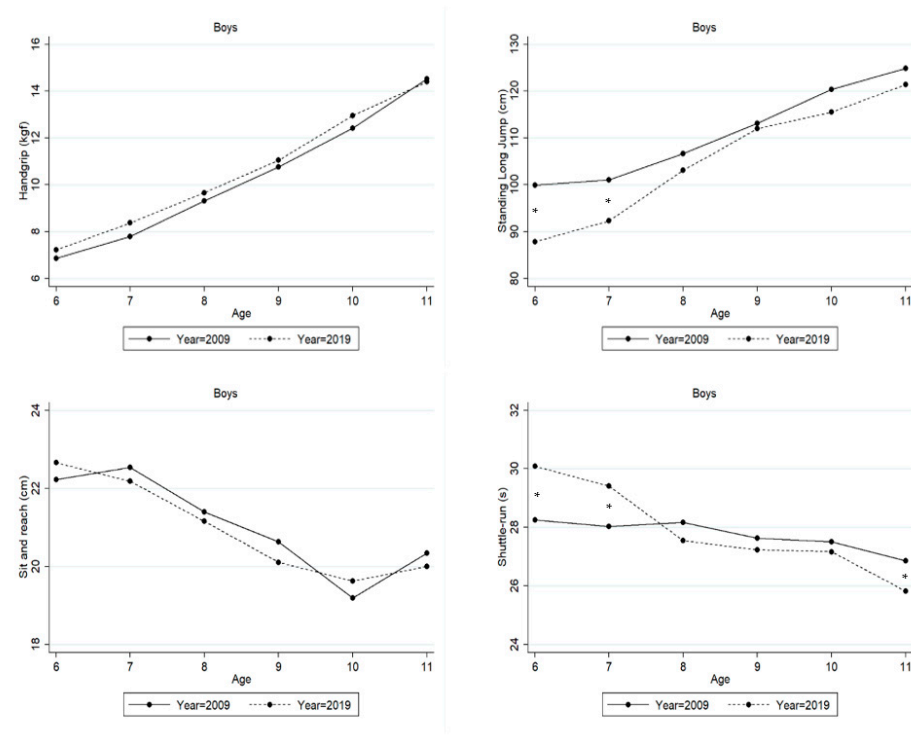 Boys
Handgrip (kgf)
16
14
12
10
8
6
6 7 8 9 10 11
Age
Year=2009 Year=2019
Boys
Standing Long Jump (cm)
130
120
110
100
90
80
*
*
6 7 8 9 10 11
Age
Year=2009 Year=2019
Boys
Sit and reach (cm)
24
22
20
18
6 7 8 9 10 11
Age
Year=2009 Year=2019
Boys
Shuttle-run (s)
32
30
28
26
24
*
*
*
6 7 8 9 10 11
Age
Year=2009 Year=2019